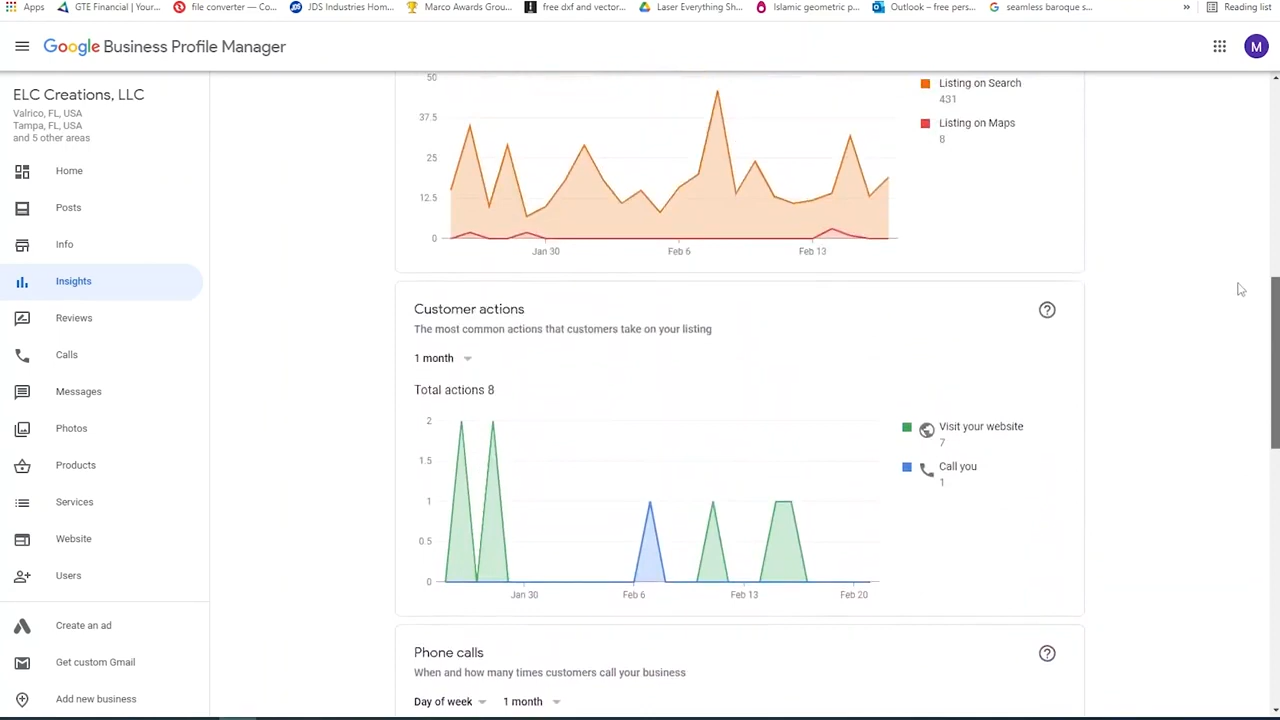 Apps GTE Financial | Your... file converter — Co... JDS Industries Hom... Marco Awards Grou... free dxf and vector... Laser Everything Sh... Islamic geometric p... Outlook – free pers... seamless baroque s... » Reading list
Google Business Profile Manager M
ELC Creations, LLC
Valrico, FL, USA
Tampa, FL, USA
and 5 other areas
Home
Posts
Info
Insights
Reviews
Calls
Messages
Photos
Products
Services
Website
Users
Create an ad
Get custom Gmail
Add new business
50
37.5
25
12.5
0
Jan 30 Feb 6 Feb 13
Listing on Search
431
Listing on Maps
8
Customer actions
The most common actions that customers take on your listing
1 month
Total actions 8
2
1.5
1
0.5
0
Jan 30 Feb 6 Feb 13 Feb 20
Visit your website
7
Call you
1
Phone calls
When and how many times customers call your business
Day of week 1 month